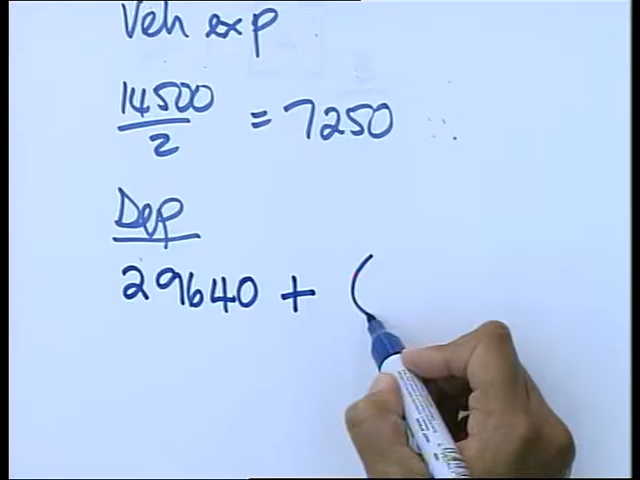 Veh exp
14500
2
= 7250
Dep
29640 + (